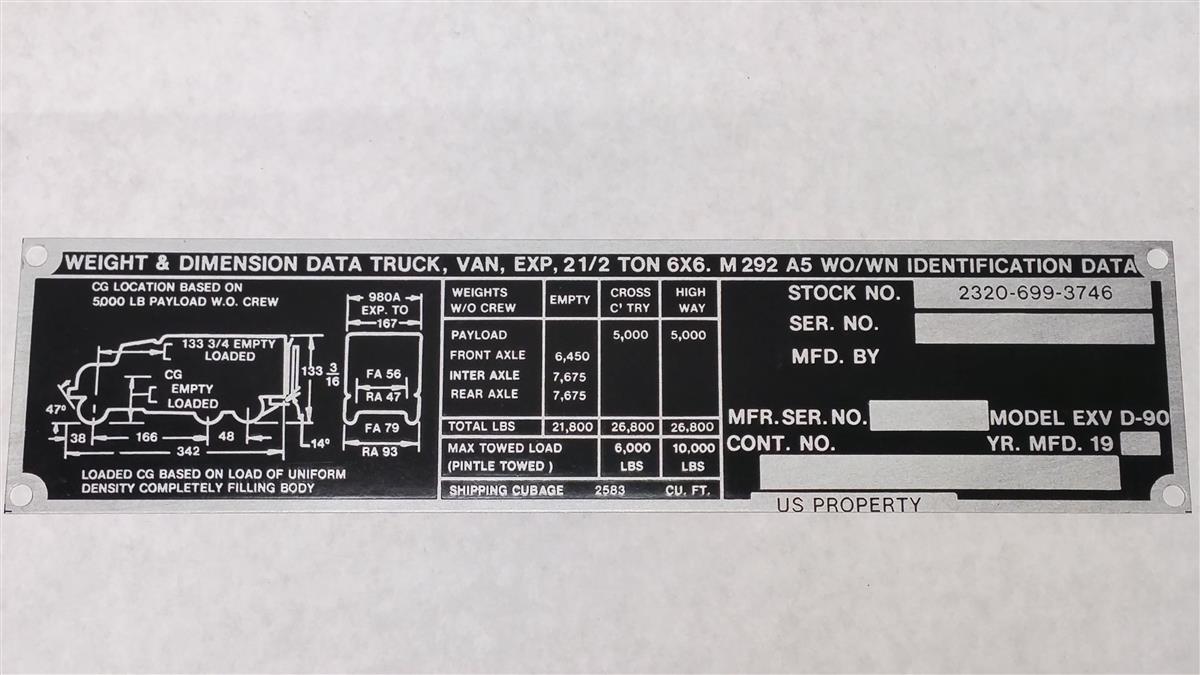 WEIGHT & DIMENSION DATA TRUCK, VAN, EXP, 2 1/2 TON 6X6. M 292 A5 WO/WN IDENTIFICATION DATA
CG LOCATION BASED ON
5,000 LB PAYLOAD W.O. CREW
133 3/4 EMPTY
LOADED
CG
EMPTY
LOADED
133 3/16
47º
38
166
48
14º
342
LOADED CG BASED ON LOAD OF UNIFORM
DENSITY COMPLETELY FILLING BODY
980A
EXP. TO
167
FA 56
RA 47
FA 79
RA 93
WEIGHTS W/O CREW EMPTY CROSS C' TRY HIGH WAY
PAYLOAD 5,000 5,000
FRONT AXLE 6,450
INTER AXLE 7,675
REAR AXLE 7,675
TOTAL LBS 21,800 26,800 26,800
MAX TOWED LOAD 6,000 10,000
(PINTLE TOWED ) LBS LBS
SHIPPING CUBAGE 2583 CU. FT.
STOCK NO. 2320-699-3746
SER. NO.
MFD. BY
MFR. SER. NO. MODEL EXV D-90
CONT. NO. YR. MFD. 19
US PROPERTY